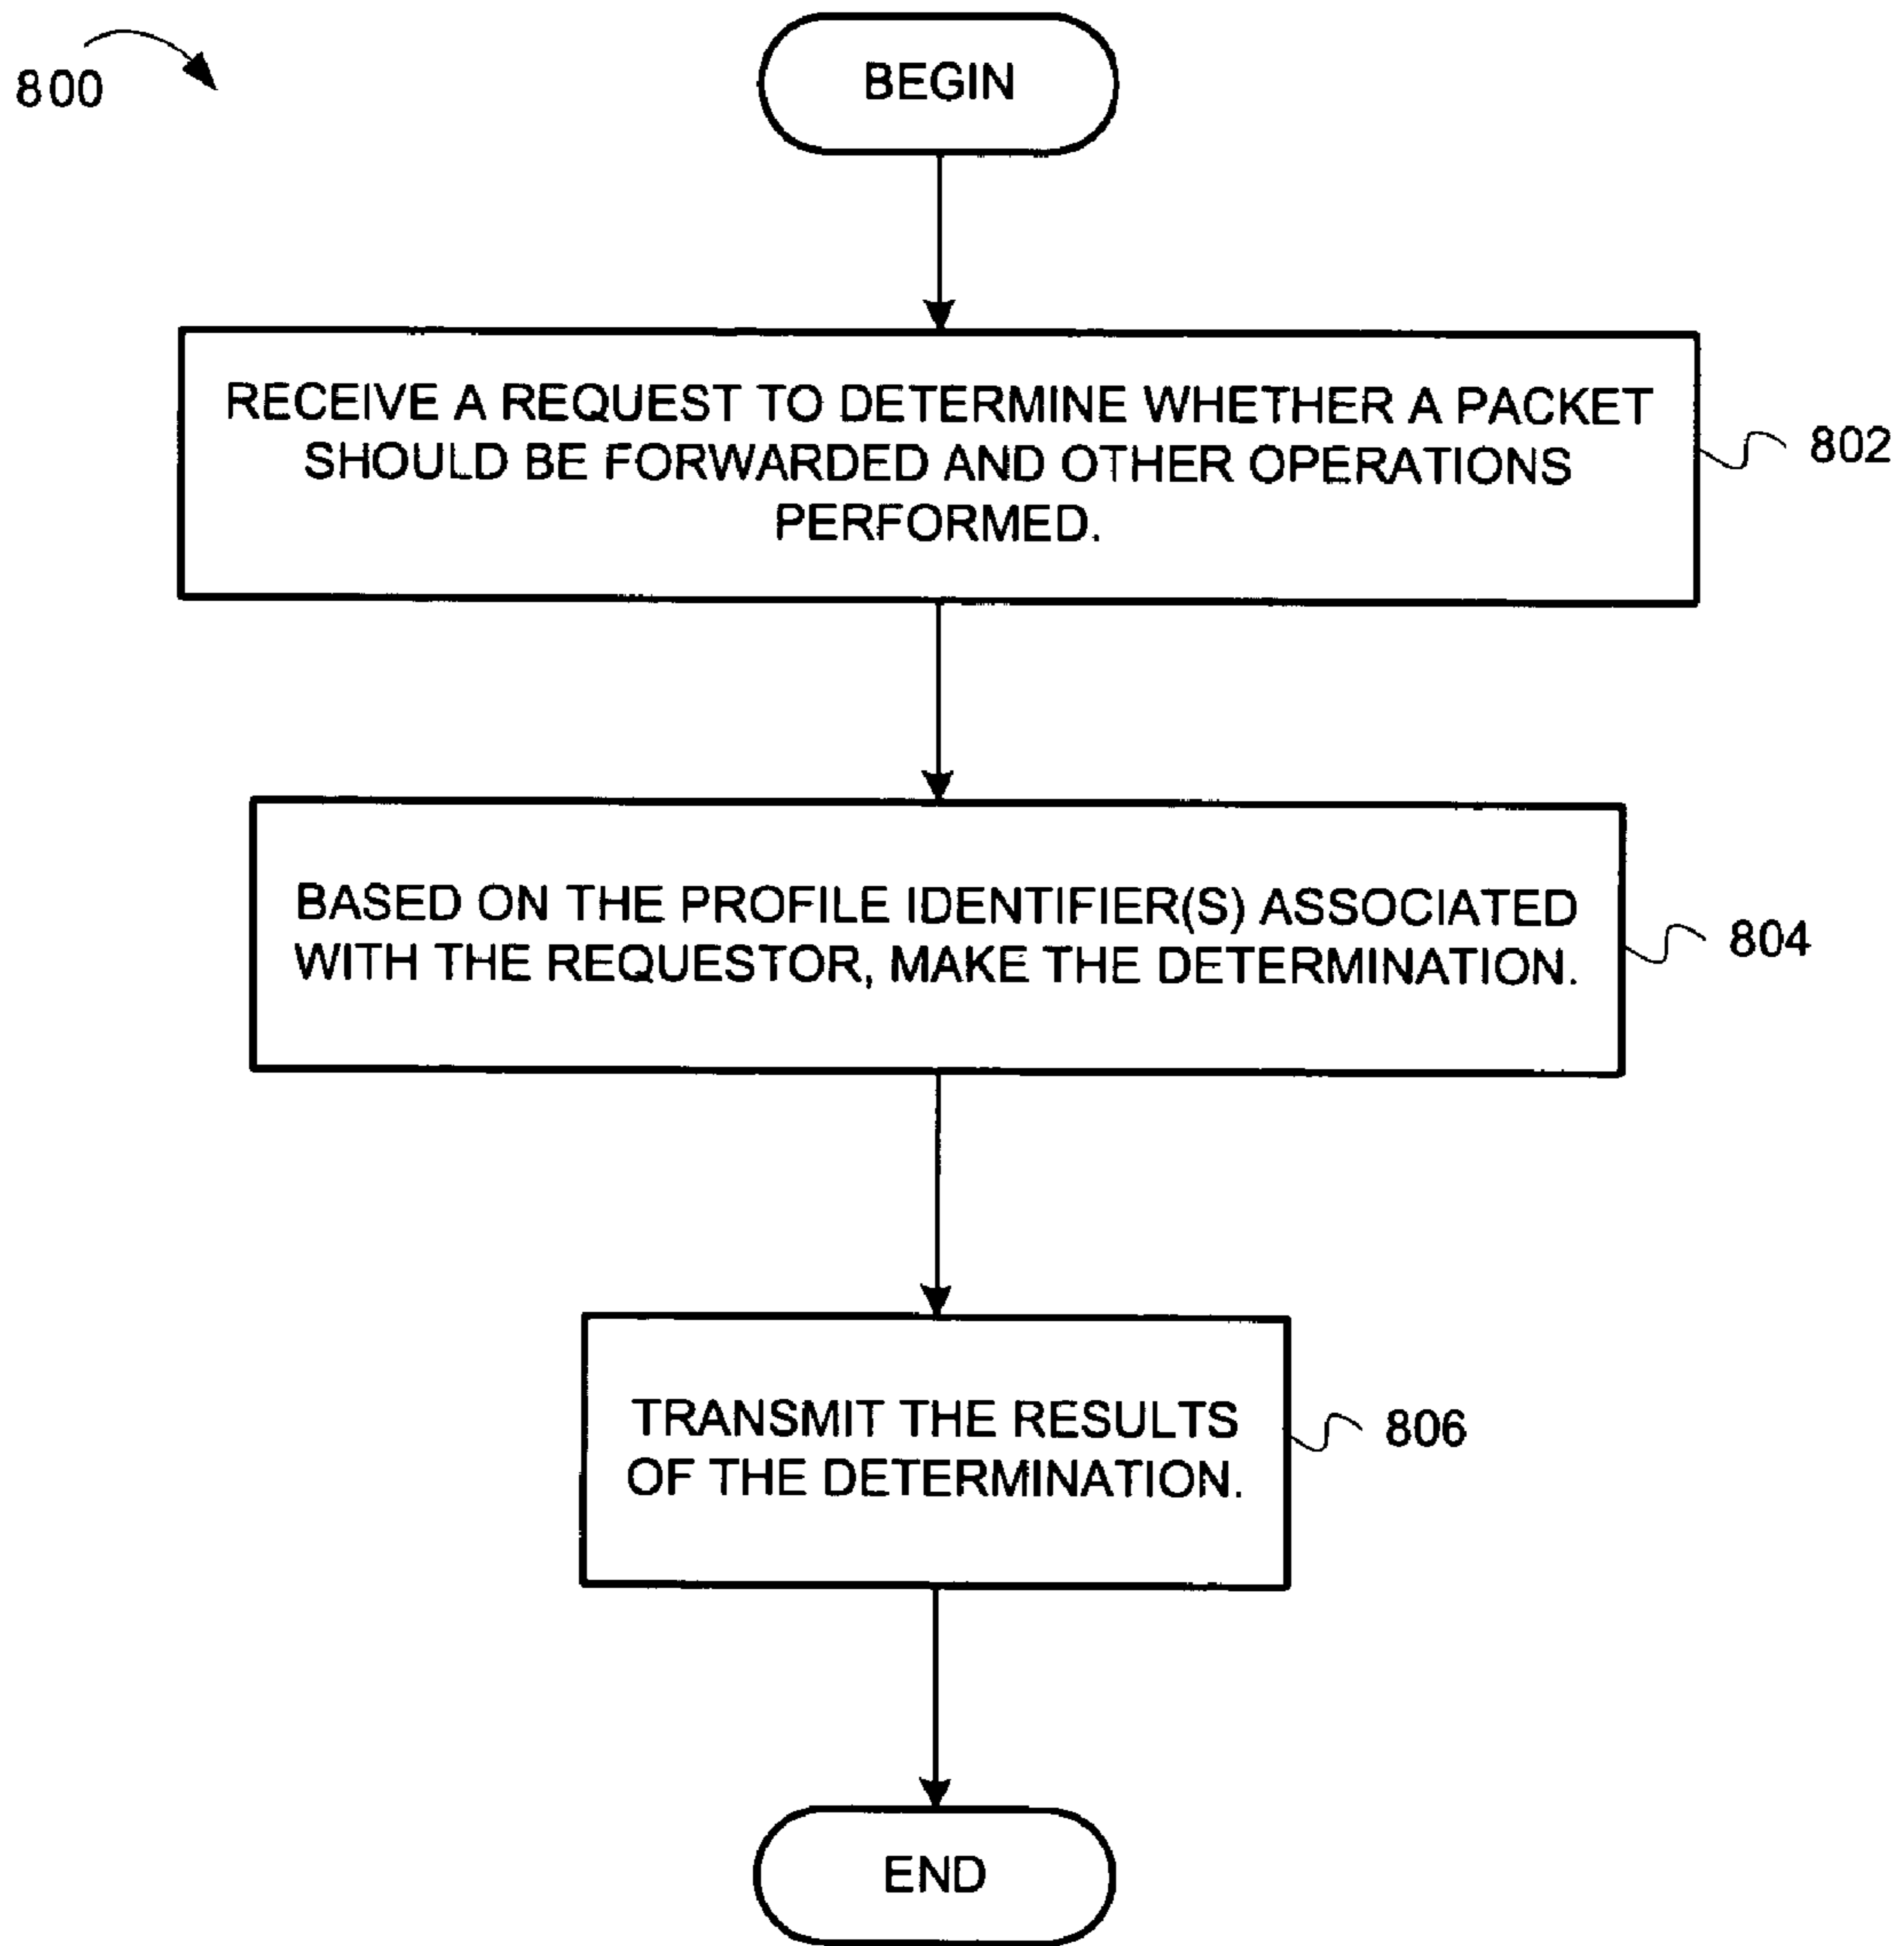 800
BEGIN
RECEIVE A REQUEST TO DETERMINE WHETHER A PACKET
SHOULD BE FORWARDED AND OTHER OPERATIONS
PERFORMED.
802
BASED ON THE PROFILE IDENTIFIER(S) ASSOCIATED
WITH THE REQUESTOR, MAKE THE DETERMINATION.
804
TRANSMIT THE RESULTS
OF THE DETERMINATION.
806
END